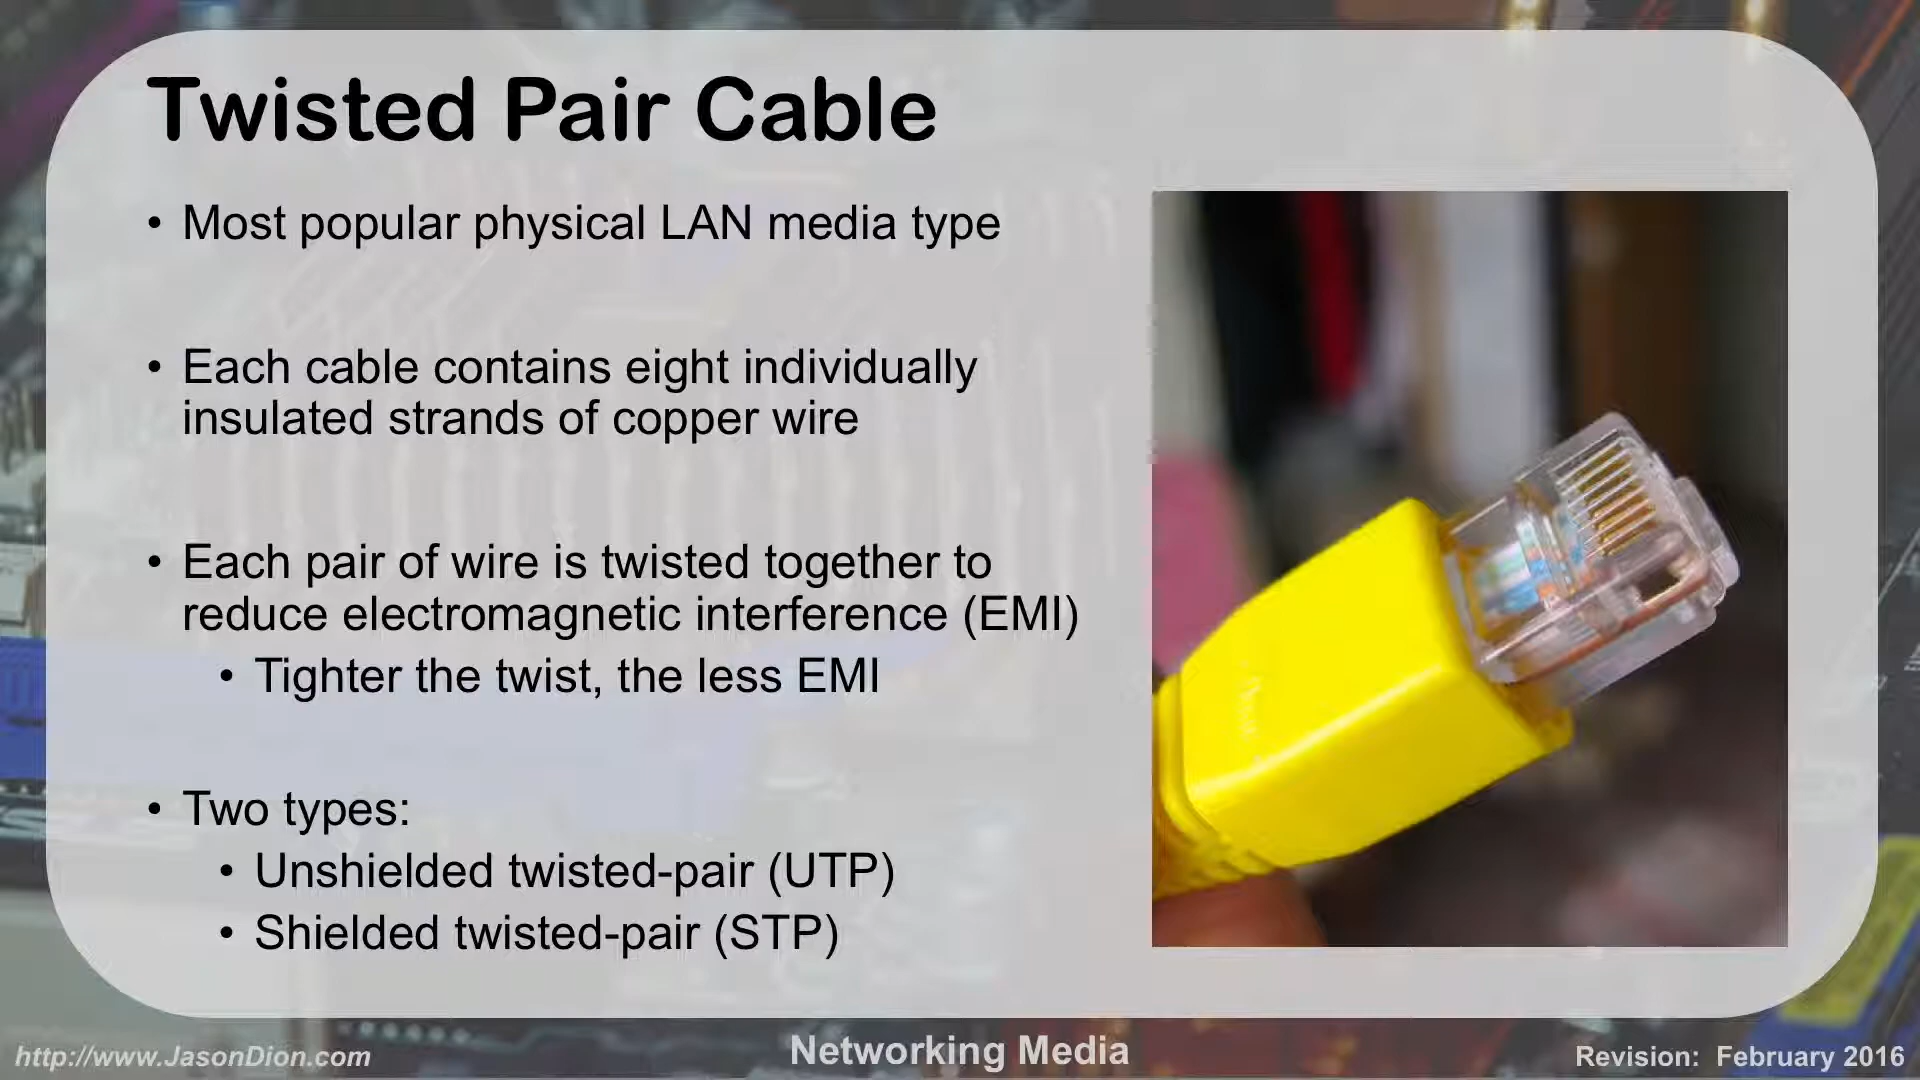 Twisted Pair Cable
• Most popular physical LAN media type
• Each cable contains eight individually
insulated strands of copper wire
• Each pair of wire is twisted together to
reduce electromagnetic interference (EMI)
• Tighter the twist, the less EMI
• Two types:
• Unshielded twisted-pair (UTP)
• Shielded twisted-pair (STP)
http://www.JasonDion.com
Networking Media
Revision: February 2016